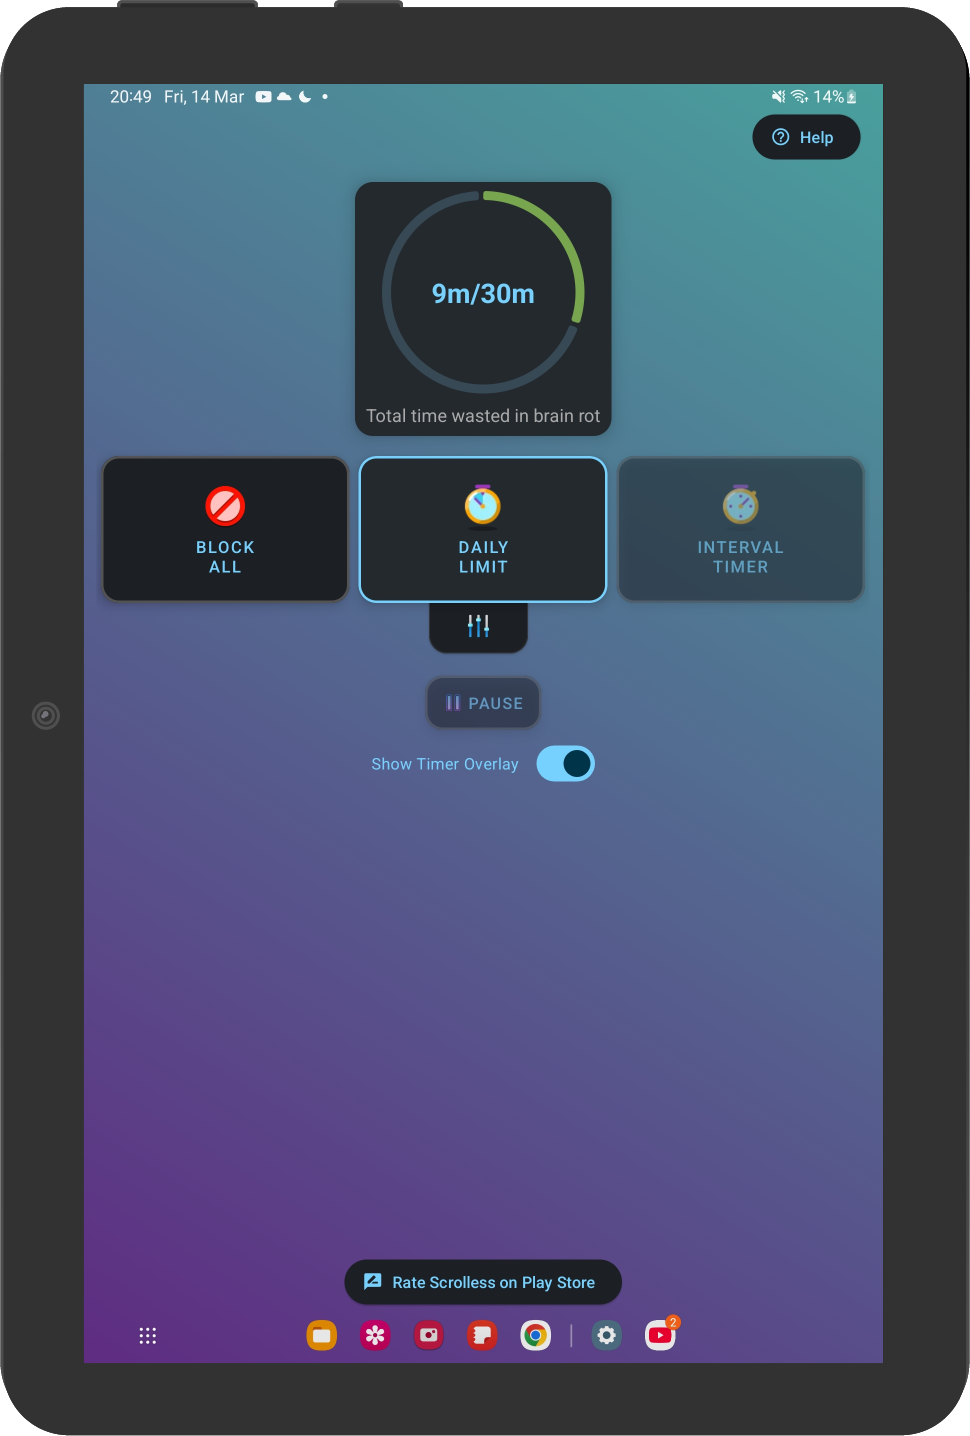 20:49 Fri, 14 Mar
14%
Help
9m/30m
Total time wasted in brain rot
BLOCK
ALL
DAILY
LIMIT
INTERVAL
TIMER
PAUSE
Show Timer Overlay
Rate Scrolless on Play Store
2